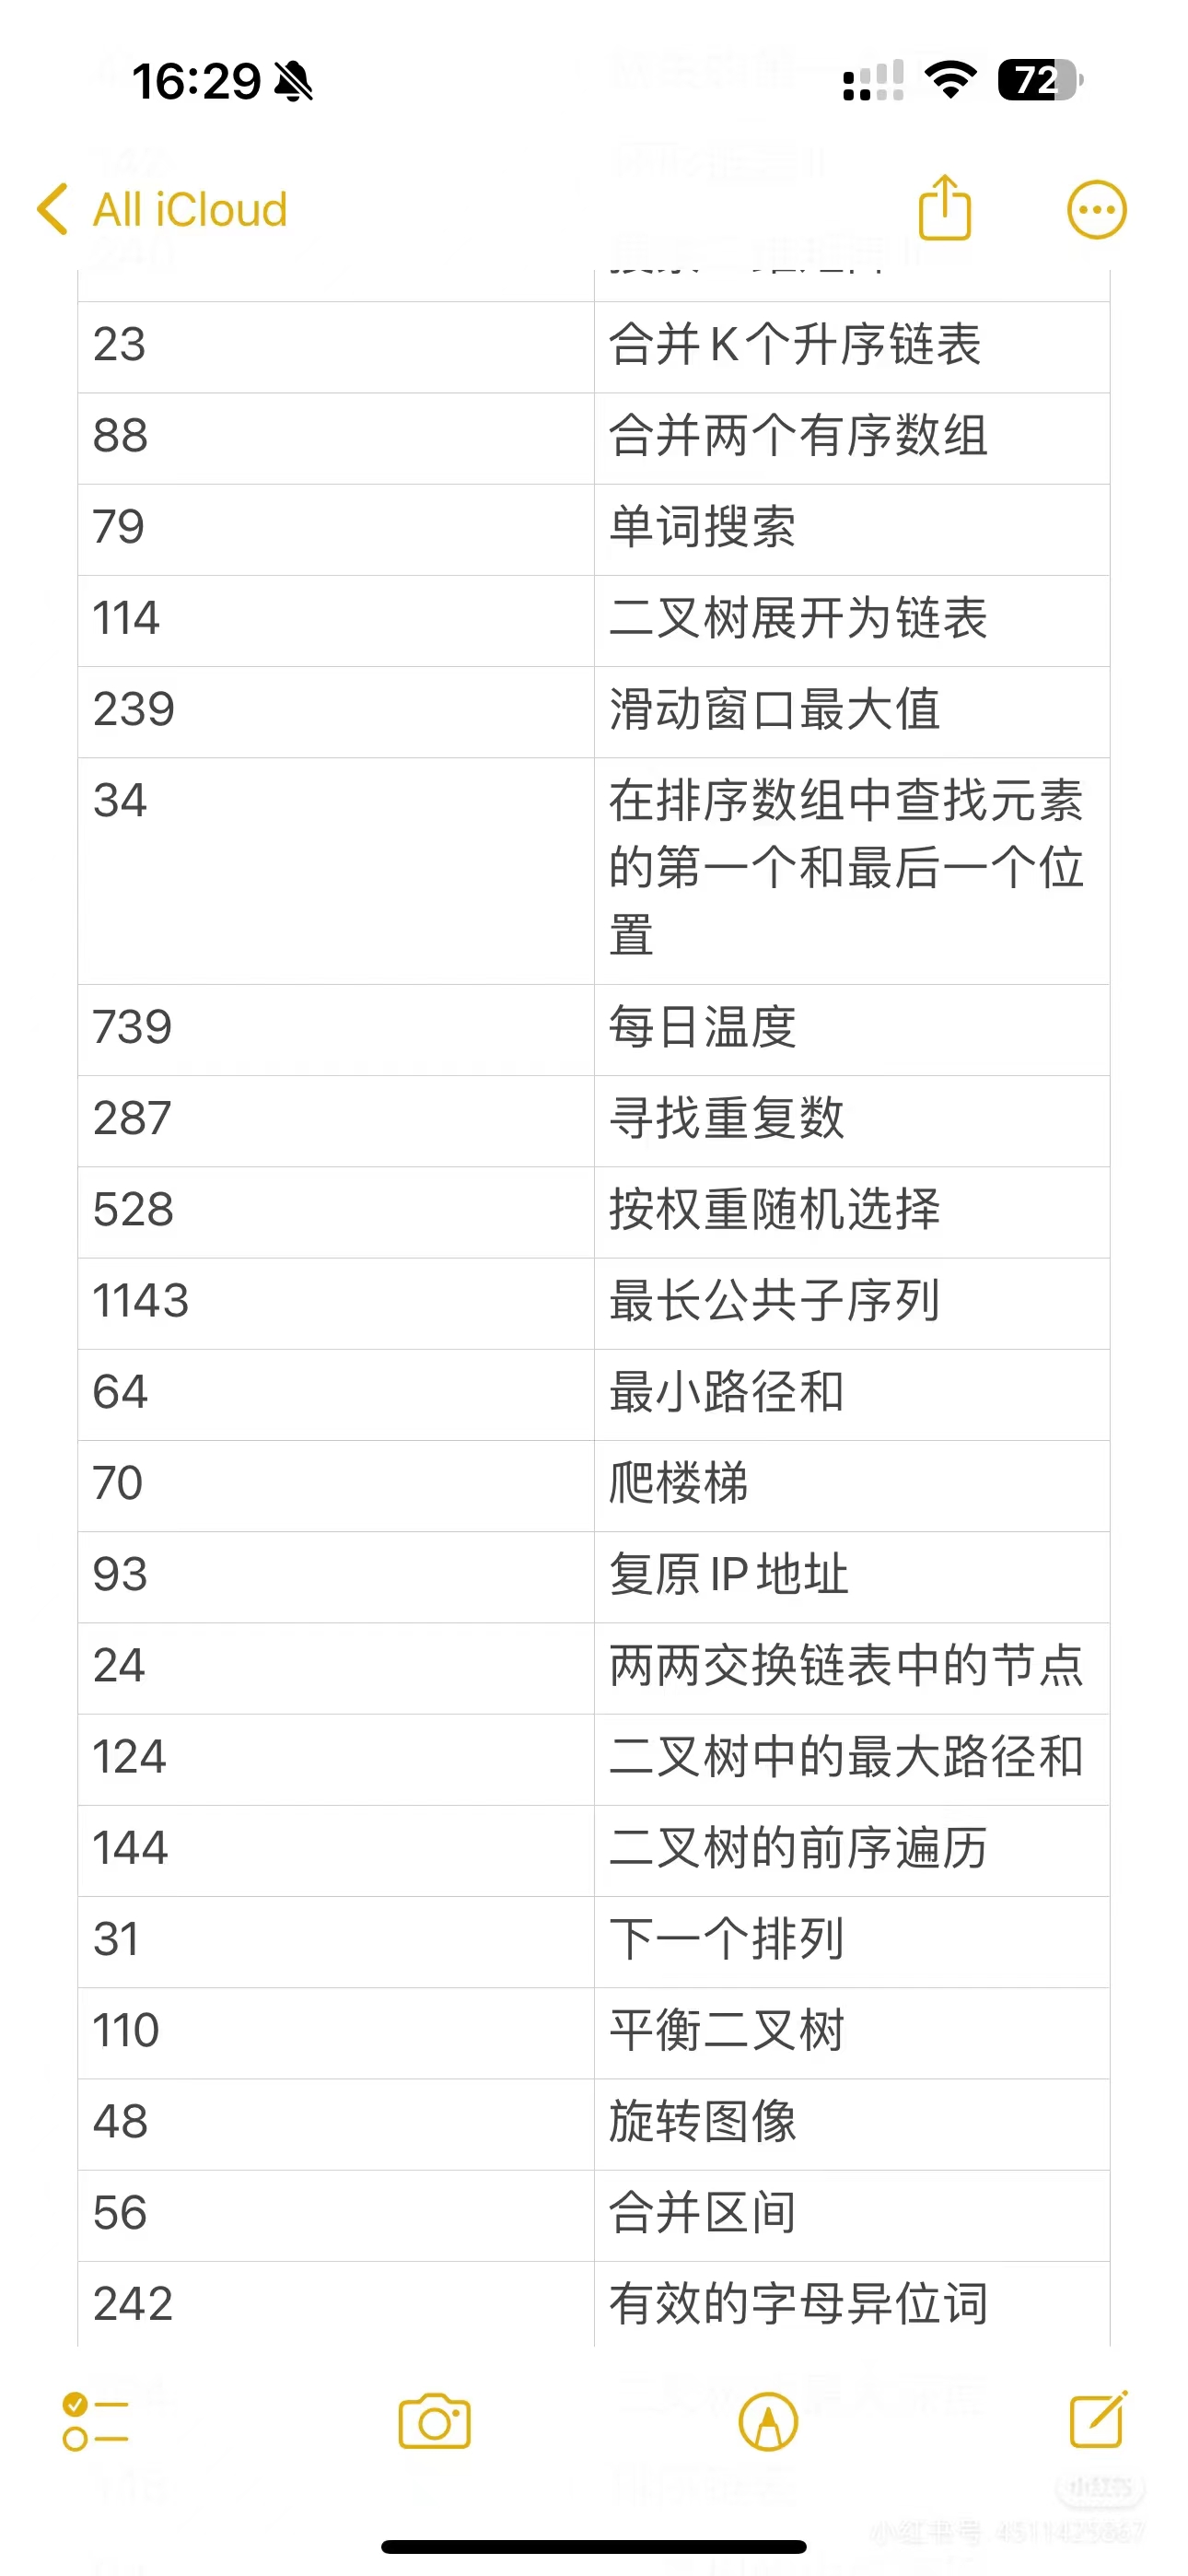 16:29
72
All iCloud
240
23 合并K个升序链表
88 合并两个有序数组
79 单词搜索
114 二叉树展开为链表
239 滑动窗口最大值
34 在排序数组中查找元素
的第一个和最后一个位
置
739 每日温度
287 寻找重复数
528 按权重随机选择
1143 最长公共子序列
64 最小路径和
70 爬楼梯
93 复原IP地址
24 两两交换链表中的节点
124 二叉树中的最大路径和
144 二叉树的前序遍历
31 下一个排列
110 平衡二叉树
48 旋转图像
56 合并区间
242 有效的字母异位词
小红书